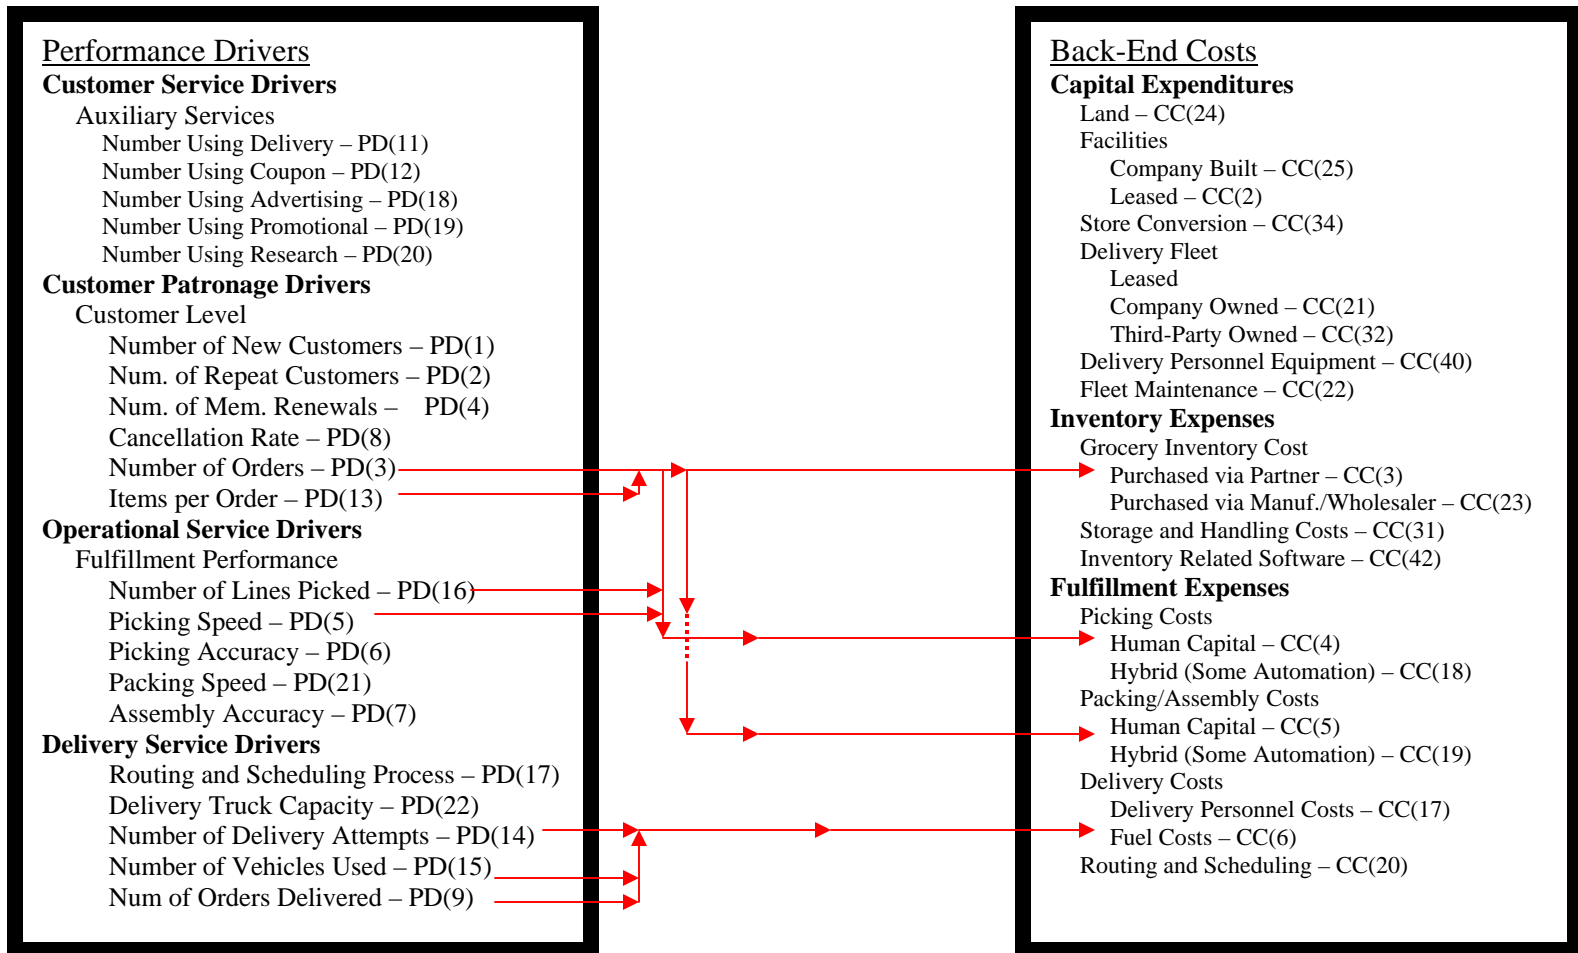 Performance Drivers
Customer Service Drivers
Auxiliary Services
Number Using Delivery – PD(11)
Number Using Coupon – PD(12)
Number Using Advertising – PD(18)
Number Using Promotional – PD(19)
Number Using Research – PD(20)
Customer Patronage Drivers
Customer Level
Number of New Customers – PD(1)
Num. of Repeat Customers – PD(2)
Num. of Mem. Renewals – PD(4)
Cancellation Rate – PD(8)
Number of Orders – PD(3)
Items per Order – PD(13)
Operational Service Drivers
Fulfillment Performance
Number of Lines Picked – PD(16)
Picking Speed – PD(5)
Picking Accuracy – PD(6)
Packing Speed – PD(21)
Assembly Accuracy – PD(7)
Delivery Service Drivers
Routing and Scheduling Process – PD(17)
Delivery Truck Capacity – PD(22)
Number of Delivery Attempts – PD(14)
Number of Vehicles Used – PD(15)
Num of Orders Delivered – PD(9)
Back-End Costs
Capital Expenditures
Land – CC(24)
Facilities
Company Built – CC(25)
Leased – CC(2)
Store Conversion – CC(34)
Delivery Fleet
Leased
Company Owned – CC(21)
Third-Party Owned – CC(32)
Delivery Personnel Equipment – CC(40)
Fleet Maintenance – CC(22)
Inventory Expenses
Grocery Inventory Cost
Purchased via Partner – CC(3)
Purchased via Manuf./Wholesaler – CC(23)
Storage and Handling Costs – CC(31)
Inventory Related Software – CC(42)
Fulfillment Expenses
Picking Costs
Human Capital – CC(4)
Hybrid (Some Automation) – CC(18)
Packing/Assembly Costs
Human Capital – CC(5)
Hybrid (Some Automation) – CC(19)
Delivery Costs
Delivery Personnel Costs – CC(17)
Fuel Costs – CC(6)
Routing and Scheduling – CC(20)